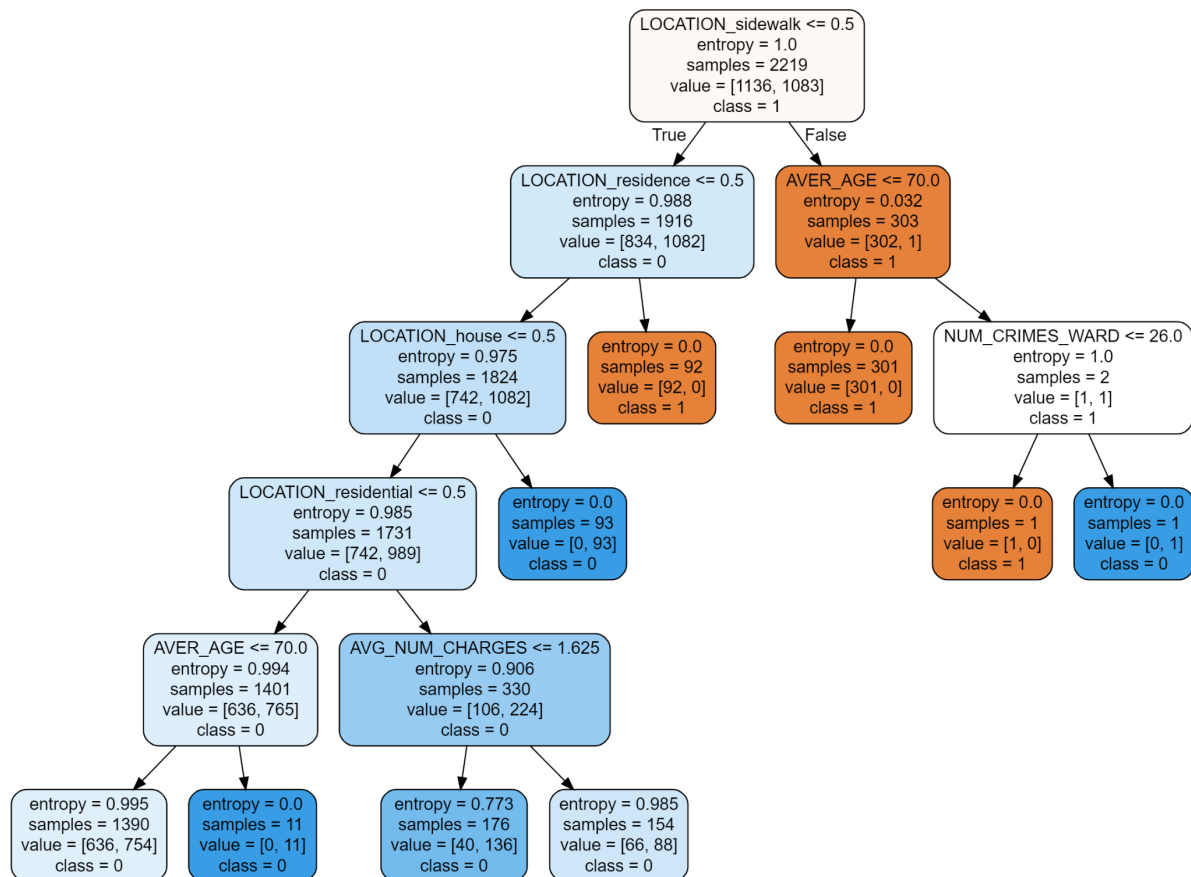 LOCATION_sidewalk <= 0.5
entropy = 1.0
samples = 2219
value = [1136, 1083]
class = 1
True
False
LOCATION_residence <= 0.5
entropy = 0.988
samples = 1916
value = [834, 1082]
class = 0
AVER_AGE <= 70.0
entropy = 0.032
samples = 303
value = [302, 1]
class = 1
LOCATION_house <= 0.5
entropy = 0.975
samples = 1824
value = [742, 1082]
class = 0
entropy = 0.0
samples = 92
value = [92, 0]
class = 1
entropy = 0.0
samples = 301
value = [301, 0]
class = 1
NUM_CRIMES_WARD <= 26.0
entropy = 1.0
samples = 2
value = [1, 1]
class = 1
LOCATION_residential <= 0.5
entropy = 0.985
samples = 1731
value = [742, 989]
class = 0
entropy = 0.0
samples = 93
value = [0, 93]
class = 0
entropy = 0.0
samples = 1
value = [1, 0]
class = 1
entropy = 0.0
samples = 1
value = [0, 1]
class = 0
AVER_AGE <= 70.0
entropy = 0.994
samples = 1401
value = [636, 765]
class = 0
AVG_NUM_CHARGES <= 1.625
entropy = 0.906
samples = 330
value = [106, 224]
class = 0
entropy = 0.995
samples = 1390
value = [636, 754]
class = 0
entropy = 0.0
samples = 11
value = [0, 11]
class = 0
entropy = 0.773
samples = 176
value = [40, 136]
class = 0
entropy = 0.985
samples = 154
value = [66, 88]
class = 0